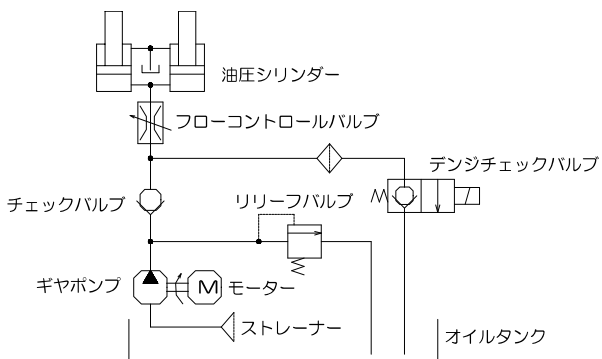 油圧シリンダー
フローコントロールバルブ
デンジチェックバルブ
チェックバルブ
リリーフバルブ
ギヤポンプ
M
モーター
ストレーナー
オイルタンク